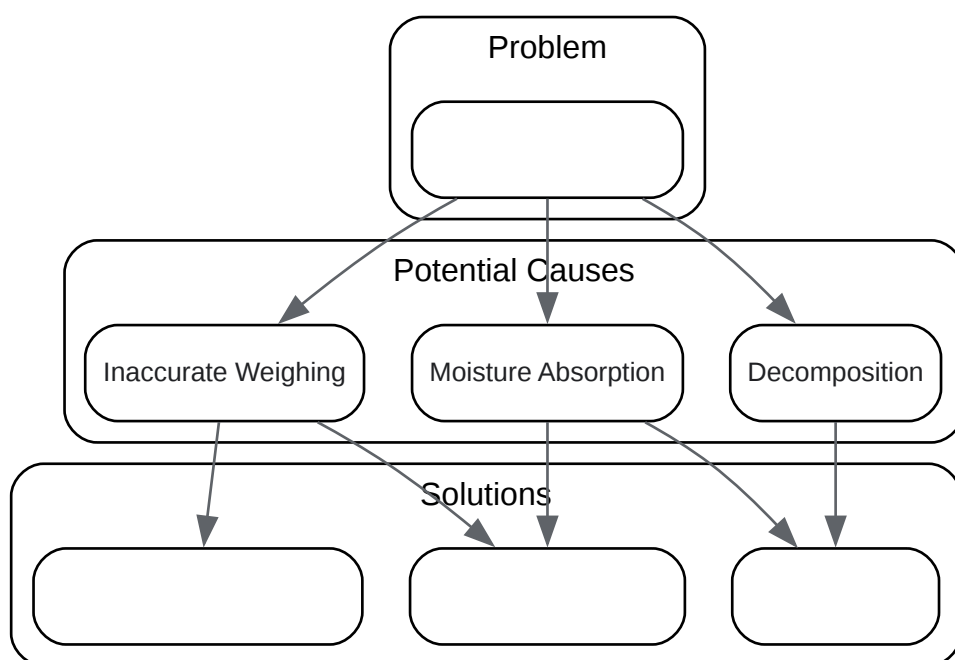 Problem
Potential Causes
Inaccurate Weighing
Moisture Absorption
Decomposition
Solutions